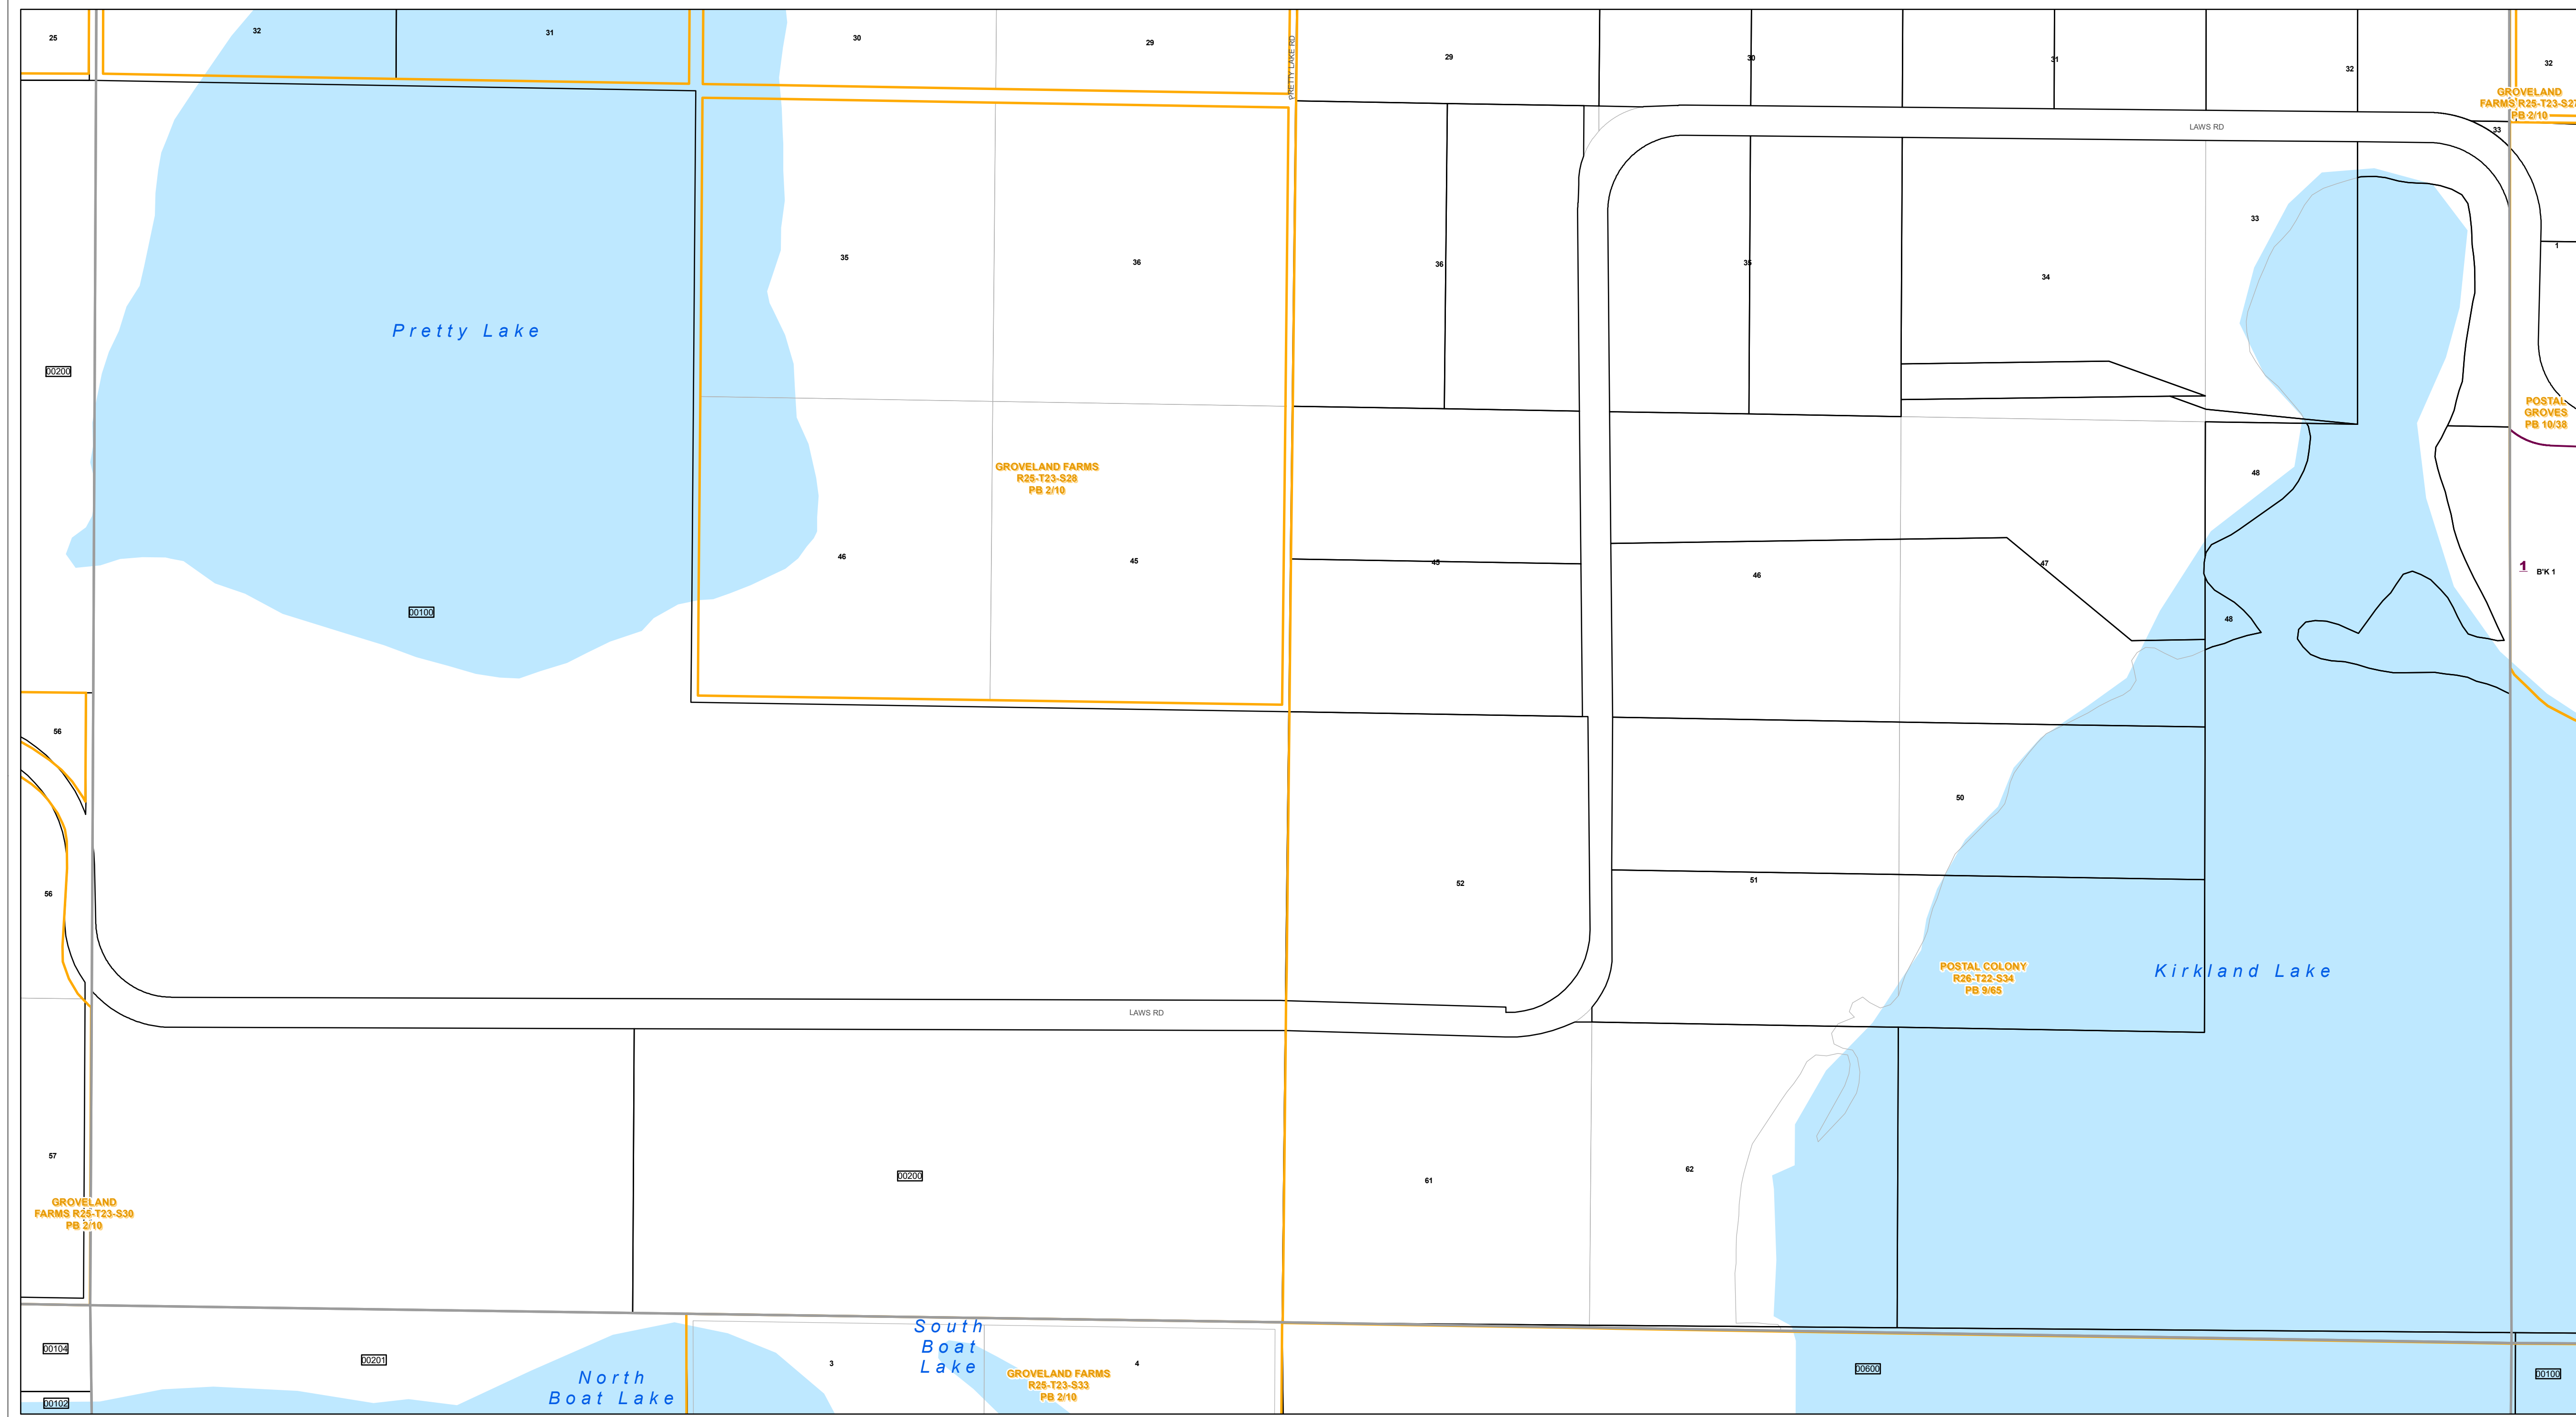 25
32
31
30
29
29
30
31
32
32
PRETTY LAKE RD
GROVELAND
FARMS R25-T23-S27
PB 2/10
LAWS RD
33
33
1
35
36
36
35
34
Pretty Lake
00200
POSTAL
GROVES
PB 10/38
GROVELAND FARMS
R25-T23-S28
PB 2/10
48
46
45
45
46
47
1
B'K 1
00100
48
56
50
52
51
56
POSTAL COLONY
R26-T22-S34
PB 9/65
Kirkland Lake
LAWS RD
57
00200
61
62
GROVELAND
FARMS R25-T23-S30
PB 2/10
South
Boat
Lake
00104
00201
3
4
00600
00100
North
Boat Lake
GROVELAND FARMS
R25-T23-S33
PB 2/10
00102